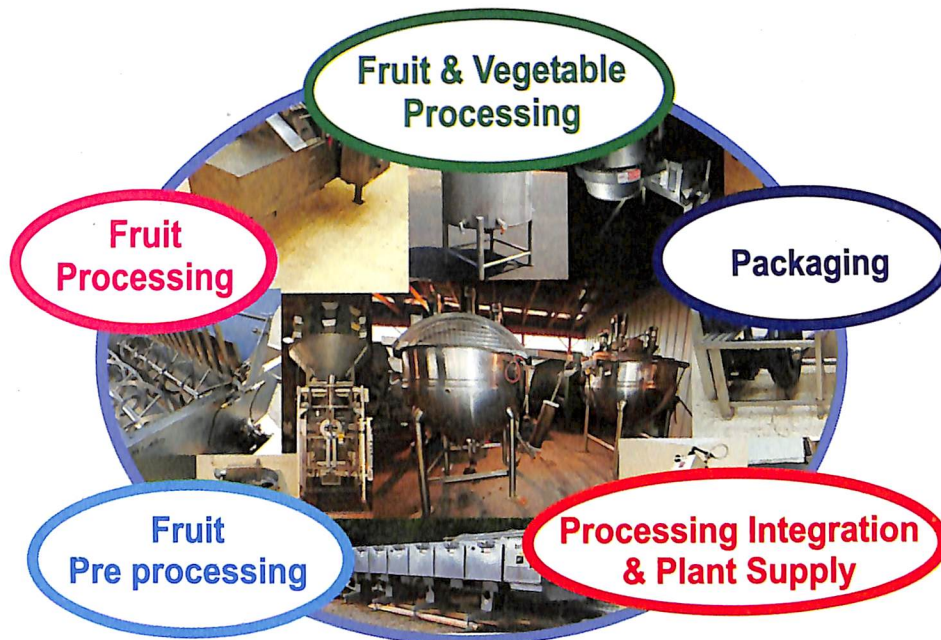 Fruit & Vegetable
Processing
Fruit
Processing
Packaging
Fruit
Pre processing
Processing Integration
& Plant Supply